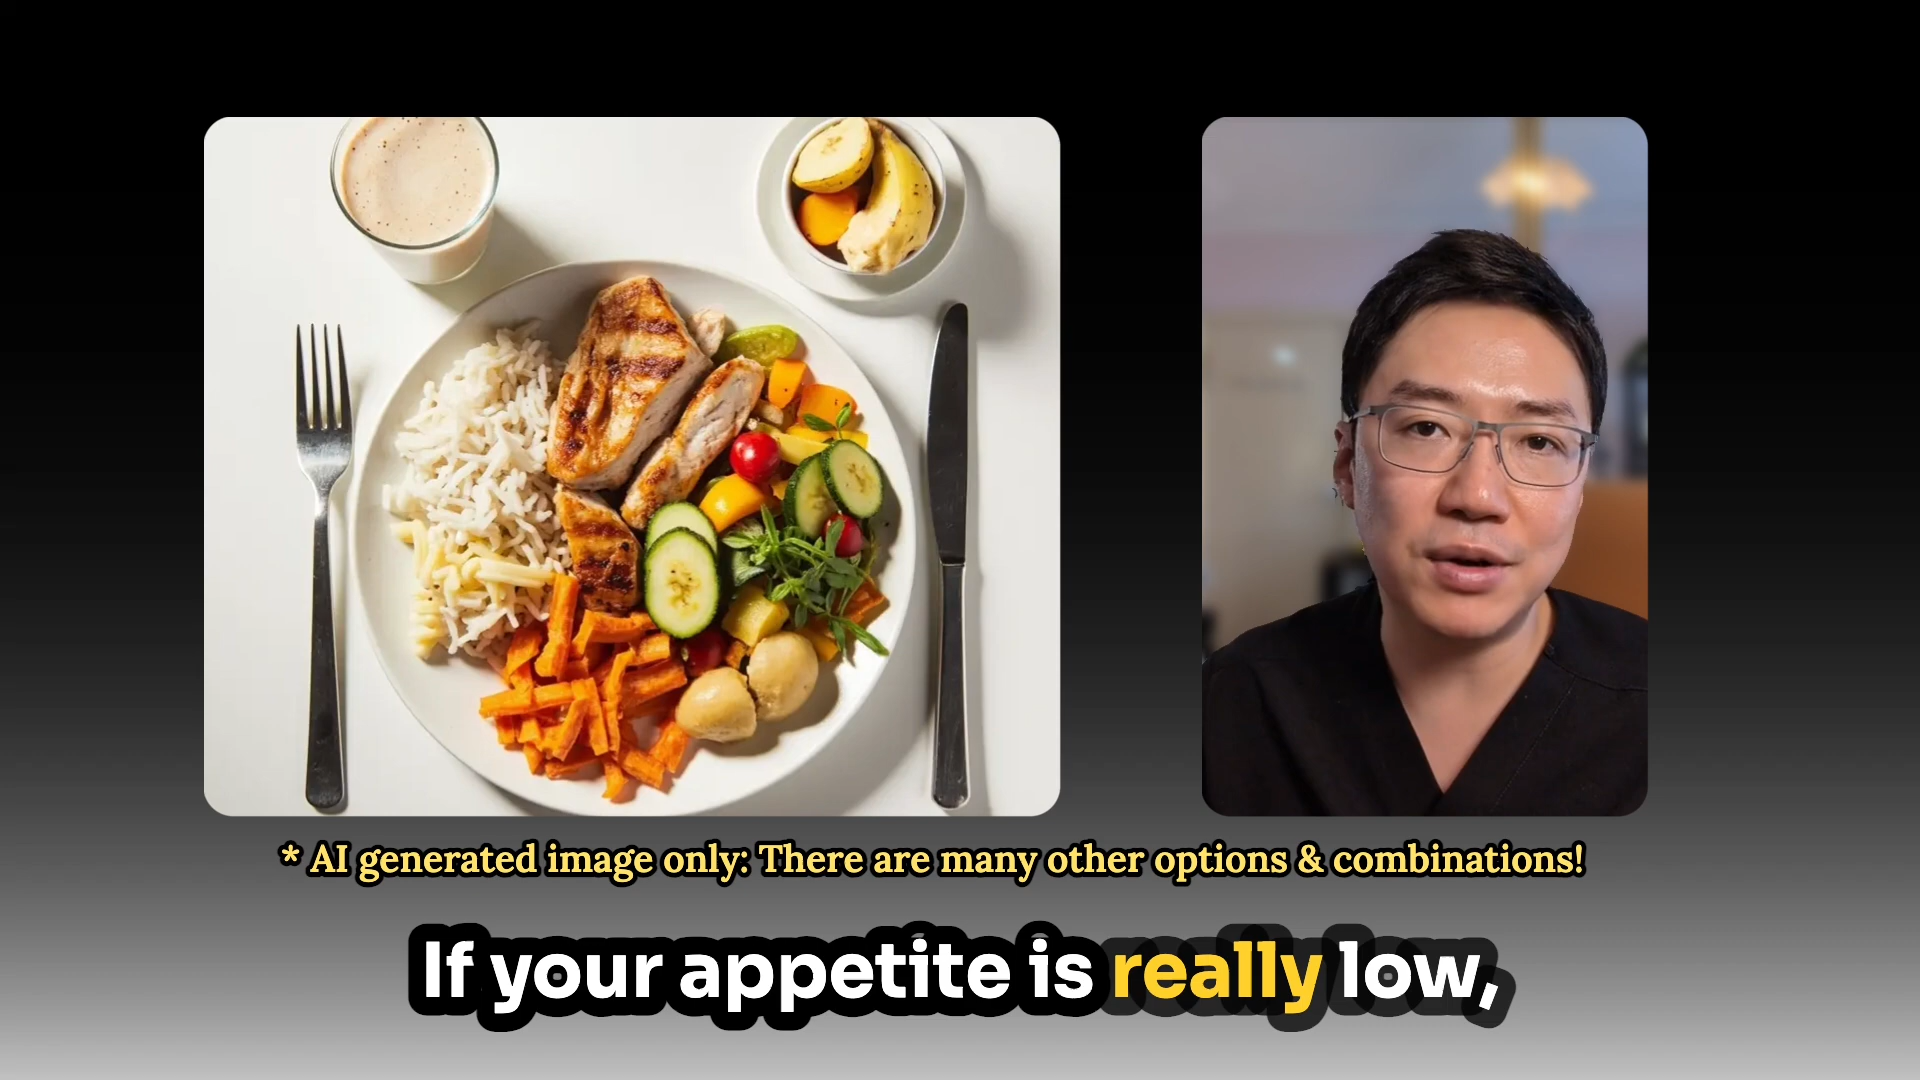 * AI generated image only: There are many other options & combinations!
If your appetite is really low,